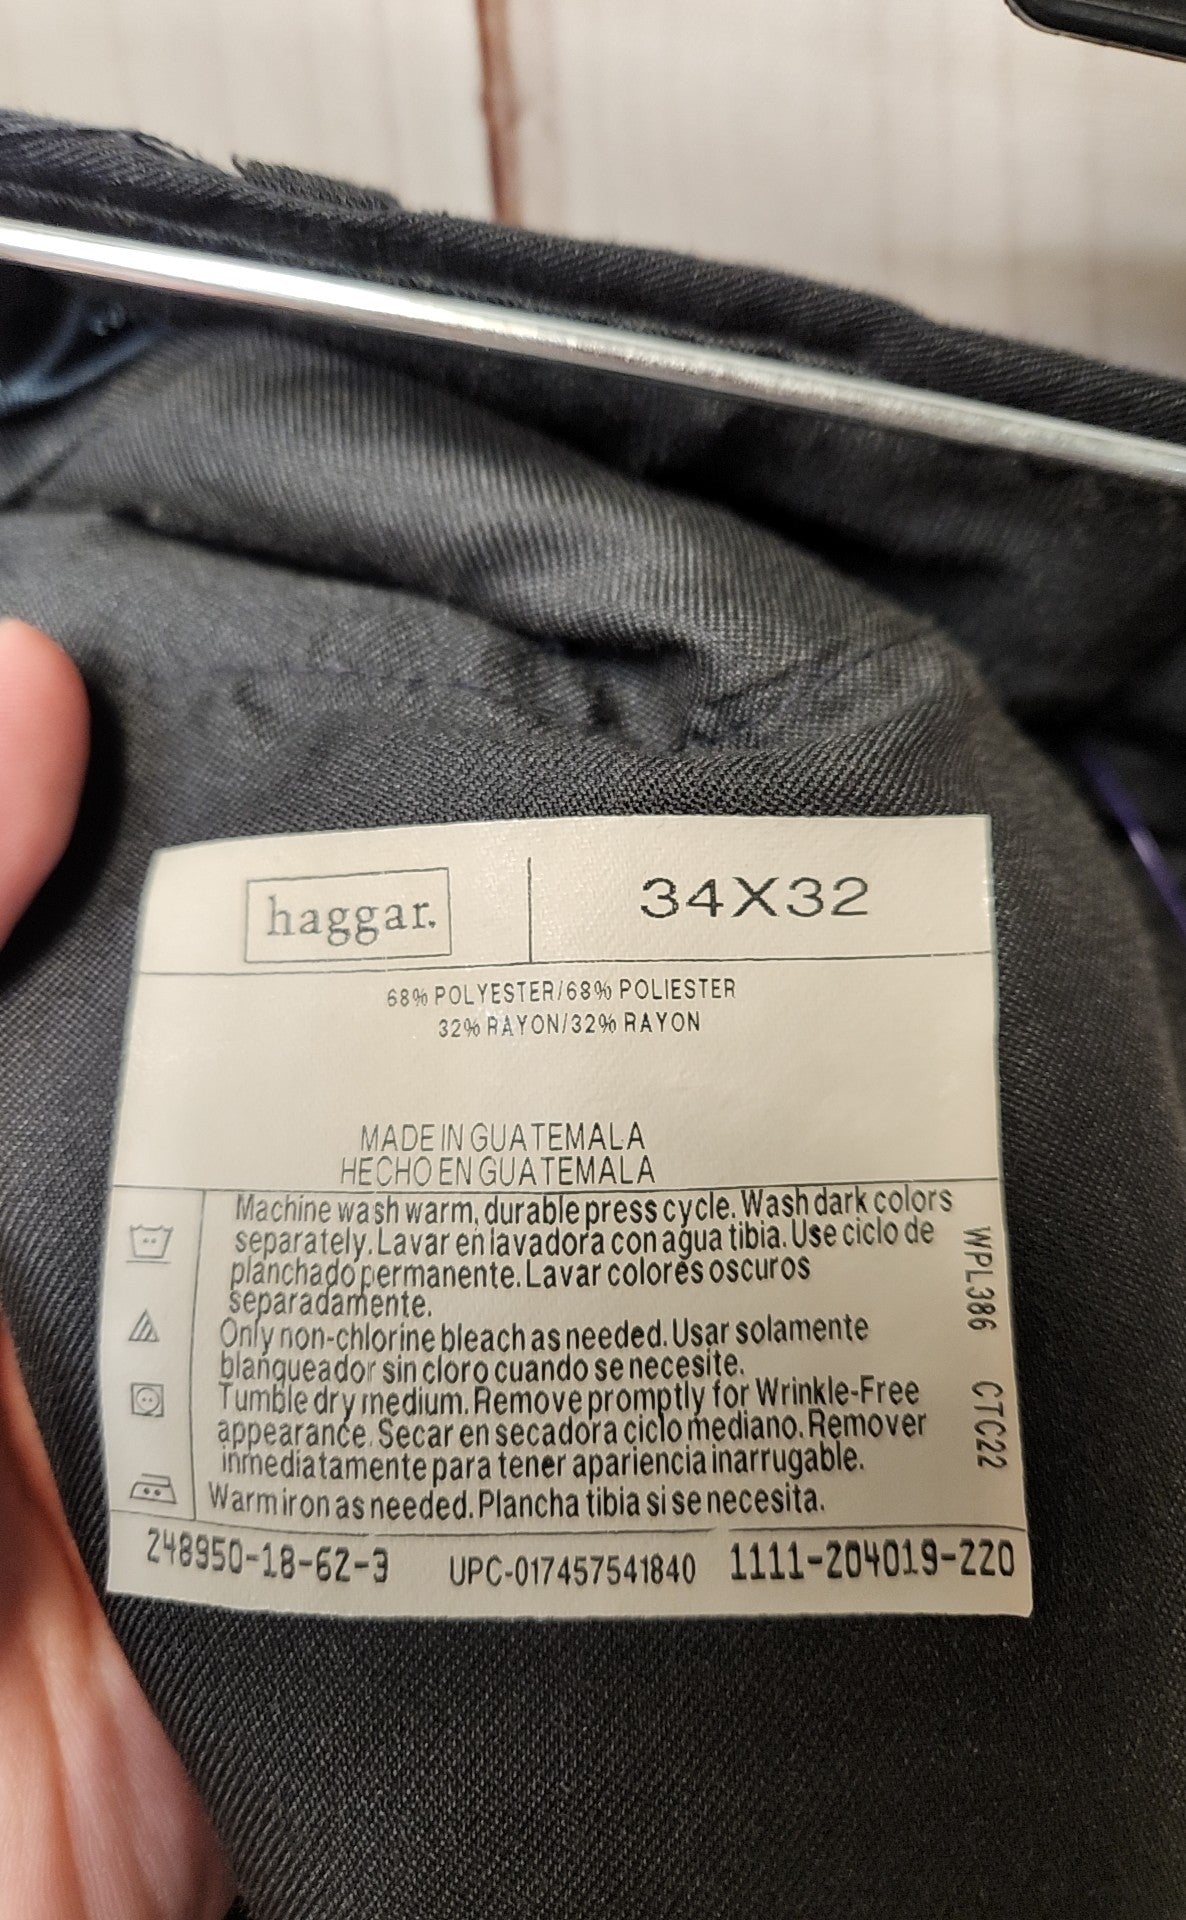 haggar.
34X32
68% POLYESTER/68% POLIESTER
32% RAYON/32% RAYON
MADE IN GUATEMALA
HECHO EN GUATEMALA
Machine wash warm, durable press cycle. Wash dark colors
separately. Lavar en lavadora con agua tibia. Use ciclo de
planchado permanente. Lavar colores oscuros
separadamente.
Only non-chlorine bleach as needed. Usar solamente
blanqueador sin cloro cuando se necesite.
Tumble dry medium. Remove promptly for Wrinkle-Free
appearance. Secar en secadora ciclo mediano. Remover
inmediatamente para tener apariencia inarrugable.
Warm iron as needed. Plancha tibia si se necesita.
WPL386 CTC22
248950-18-62-3
UPC-017457541840
1111-204019-220